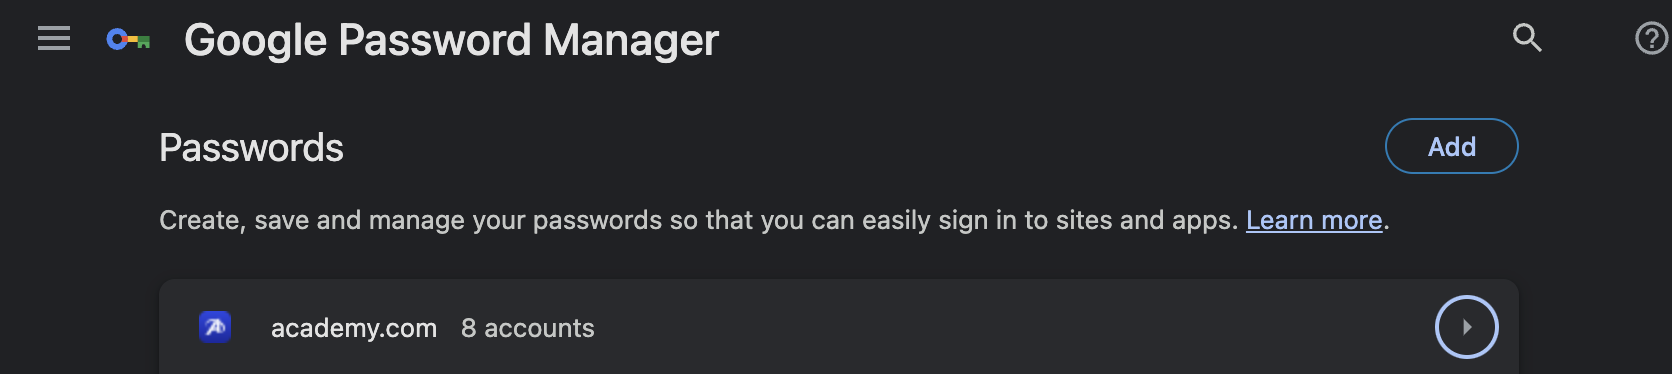 Google Password Manager
Passwords
Add
Create, save and manage your passwords so that you can easily sign in to sites and apps. Learn more.
academy.com 8 accounts